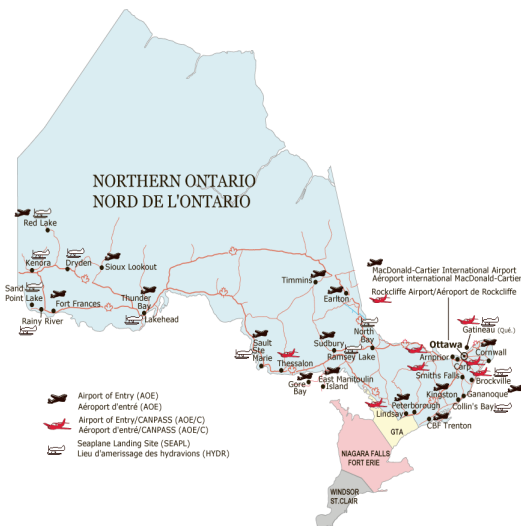 NORTHERN ONTARIO
NORD DE L'ONTARIO
Red Lake
Kenora
Dryden
Sioux Lookout
Sand
Point Lake
Fort Frances
Rainy River
Thunder
Bay
Lakehead
Timmins
Earlton
MacDonald-Cartier International Airport
Aéroport international MacDonald-Cartier
Rockcliffe Airport/Aéroport de Rockliffe
Gatineau (Qué.)
Ottawa
Cornwall
Arnprior
Carp
Smiths Falls
Brockville
Gananoque
Kingston
Collin's Bay
CBF Trenton
Peterborough
Lindsay
North
Bay
Sudbury
Ramsey Lake
Sault
Ste
Marie
Thessalon
Gore
Bay
East Manitoulin
Island
GTA
NIAGARA FALLS
FORT ERIE
WINDSOR
ST.CLAIR
Airport of Entry (AOE)
Aéroport d'entré (AOE)
Airport of Entry/CANPASS (AOE/C)
Aéroport d'entré/CANPASS (AOE/C)
Seaplane Landing Site (SEAPL)
Lieu d'amerissage des hydravions (HYDR)